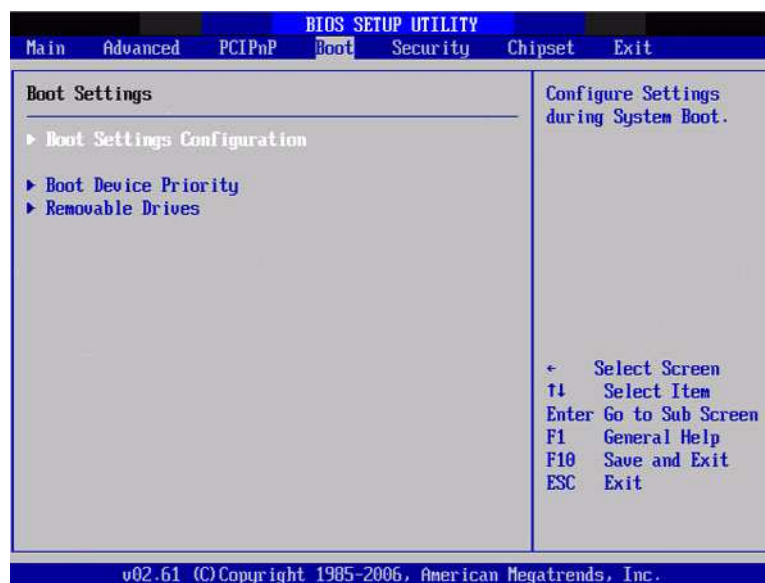 BIOS SETUP UTILITY
Main Advanced PCIPnP Boot Security Chipset Exit
Boot Settings
▶ Boot Settings Configuration
▶ Boot Device Priority
▶ Removable Drives
Configure Settings
during System Boot.
← Select Screen
↑↓ Select Item
Enter Go to Sub Screen
F1 General Help
F10 Save and Exit
ESC Exit
v02.61 (C)Copyright 1985-2006, American Megatrends, Inc.